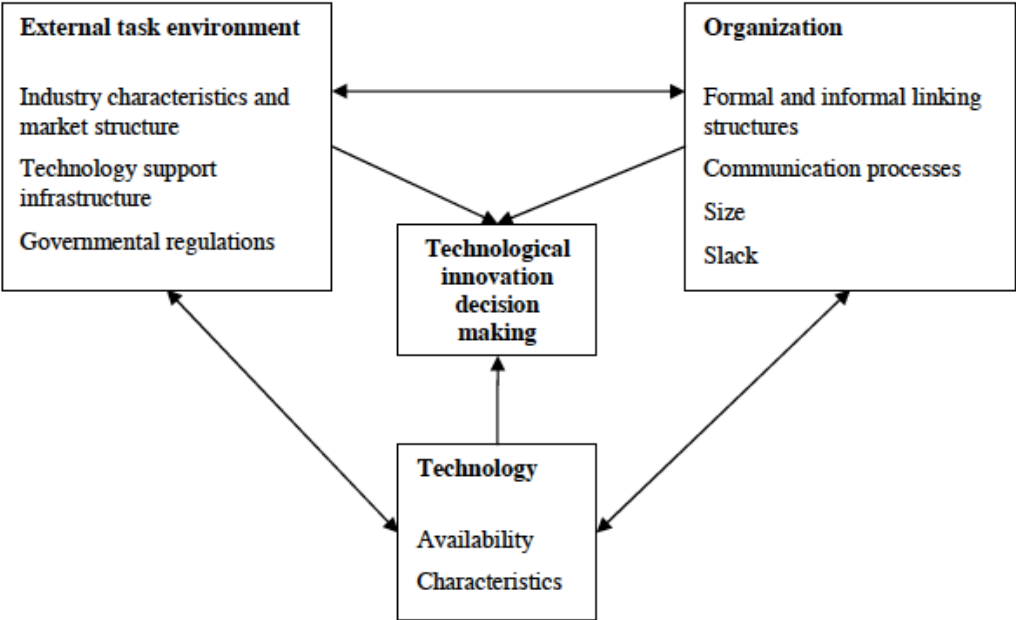 External task environment
Industry characteristics and
market structure
Technology support
infrastructure
Governmental regulations
Organization
Formal and informal linking
structures
Communication processes
Size
Slack
Technological
innovation
decision
making
Technology
Availability
Characteristics